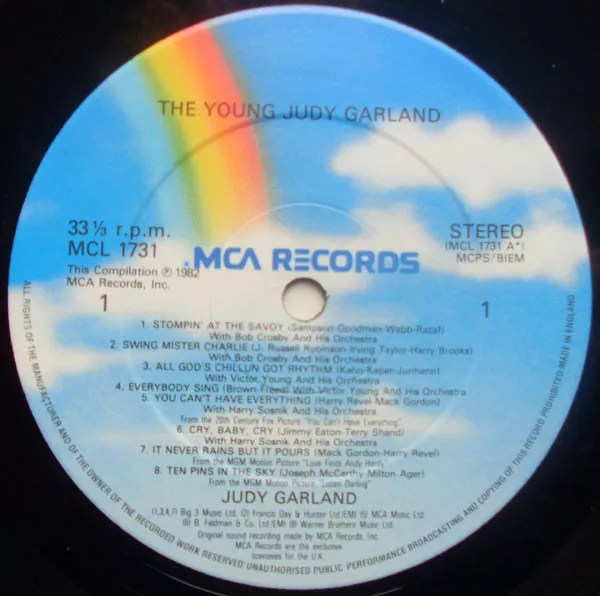 THE YOUNG JUDY GARLAND
33⅓ r.p.m.
MCL 1731
This Compilation ℗ 1982
MCA Records, Inc.
MCA RECORDS
STEREO
(MCL 1731 A*)
MCPS/BIEM
1
1
1. STOMPIN' AT THE SAVOY (Sampson-Goodman-Webb-Razaf)
With Bob Crosby And His Orchestra
2. SWING MISTER CHARLIE (J. Russell Robinson-Irving Taylor-Harry Brooks)
With Bob Crosby And His Orchestra
3. ALL GOD'S CHILLUN GOT RHYTHM (Kahn-Kaper-Jurmann)
With Victor Young And His Orchestra
4. EVERYBODY SING (Brown-Freed) With Victor Young And His Orchestra
5. YOU CAN'T HAVE EVERYTHING (Harry Revel-Mack Gordon)
With Harry Sosnik And His Orchestra
From the 20th Century Fox Picture "You Can't Have Everything"
6. CRY, BABY, CRY (Jimmy Eaton-Terry Shand)
With Harry Sosnik And His Orchestra
7. IT NEVER RAINS BUT IT POURS (Mack Gordon-Harry Revel)
From the MGM Motion Picture "Love Finds Andy Hardy"
8. TEN PINS IN THE SKY (Joseph McCarthy-Milton Ager)
From the MGM Motion Picture "Listen Darling"
JUDY GARLAND
(1,3,4,7) Big 3 Music Ltd. (2) Francis Day & Hunter Ltd/EMI (5) MCA Music Ltd.
(6) B. Feldman & Co. Ltd/EMI (8) Warner Brothers Music Ltd.
Original sound recording made by MCA Records, Inc.
MCA Records are the exclusive
licensees for the U.K.
ALL RIGHTS OF THE MANUFACTURER AND OF THE OWNER OF THE RECORDED WORK RESERVED UNAUTHORISED PUBLIC PERFORMANCE BROADCASTING AND COPYING OF THIS RECORD PROHIBITED MADE IN ENGLAND